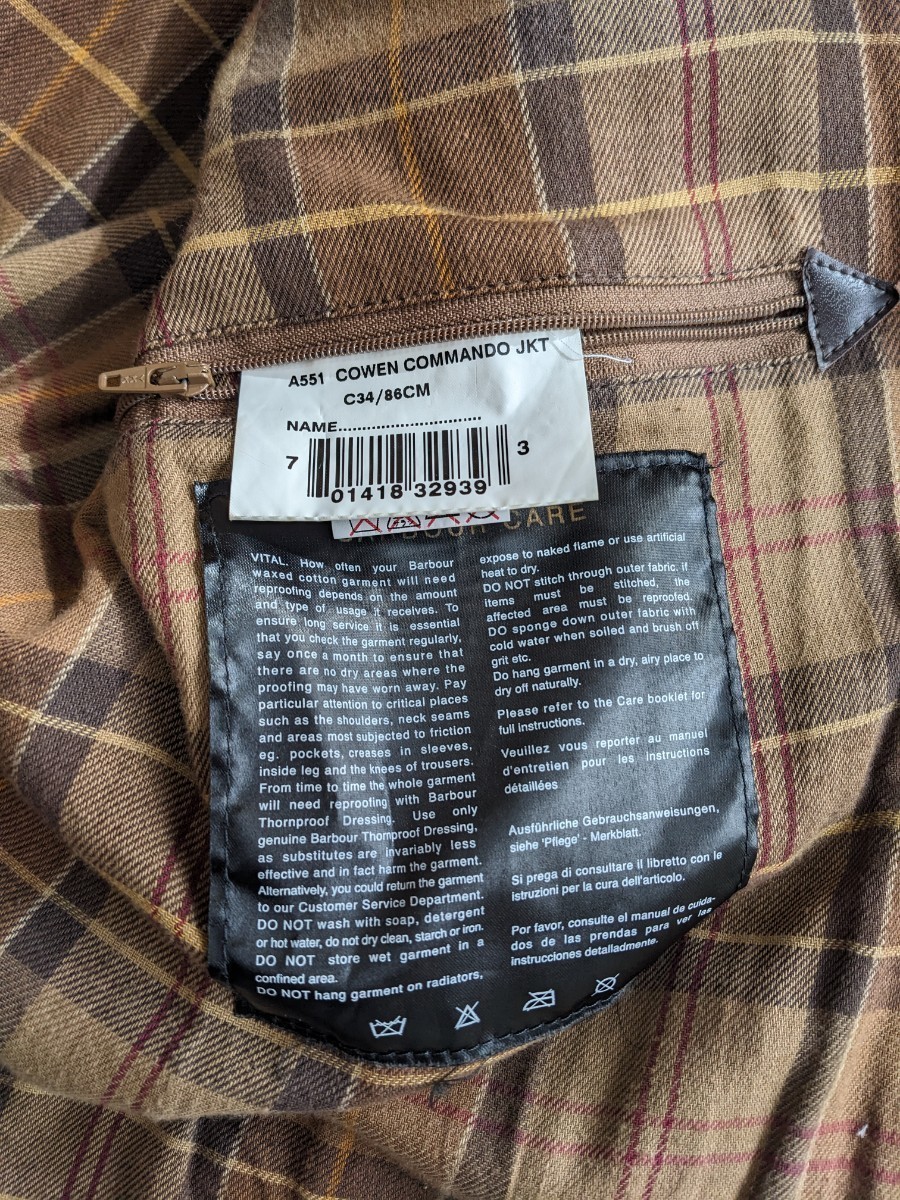 A551 COWEN COMMANDO JKT
C34/86CM
NAME..............................
7 01418 32939 3
CARE
VITAL. How often your Barbour
waxed cotton garment will need
reproofing depends on the amount
and type of usage it receives. To
ensure long service it is essential
that you check the garment regularly,
say once a month to ensure that
there are no dry areas where the
proofing may have worn away. Pay
particular attention to critical places
such as the shoulders, neck seams
and areas most subjected to friction
eg. pockets, creases in sleeves,
inside leg and the knees of trousers.
From time to time the whole garment
will need reproofing with Barbour
Thornproof Dressing. Use only
genuine Barbour Thornproof Dressing,
as substitutes are invariably less
effective and in fact harm the garment.
Alternatively, you could return the garment
to our Customer Service Department.
DO NOT wash with soap, detergent
or hot water, do not dry clean, starch or iron.
DO NOT store wet garment in a
confined area.
DO NOT hang garment on radiators,
expose to naked flame or use artificial
heat to dry.
DO NOT stitch through outer fabric. if
items must be stitched, the
affected area must be reproofed.
DO sponge down outer fabric with
cold water when soiled and brush off
grit etc.
Do hang garment in a dry, airy place to
dry off naturally.
Please refer to the Care booklet for
full instructions.
Veuillez vous reporter au manuel
d'entretien pour les instructions
détaillées
Ausführliche Gebrauchsanweisungen,
siehe 'Pflege' - Merkblatt.
Si prega di consultare il libretto con le
istruzioni per la cura dell'articolo.
Por favor, consulte el manual de cuida-
dos de las prendas para ver las
instrucciones detalladmente.